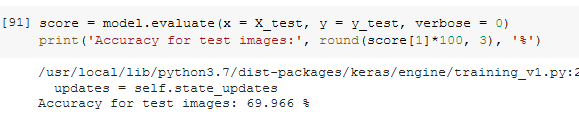 [91] score = model.evaluate(x = X_test, y = y_test, verbose = 0)
print('Accuracy for test images:', round(score[1]*100, 3), '%')
/usr/local/lib/python3.7/dist-packages/keras/engine/training_v1.py:2
updates = self.state_updates
Accuracy for test images: 69.966 %